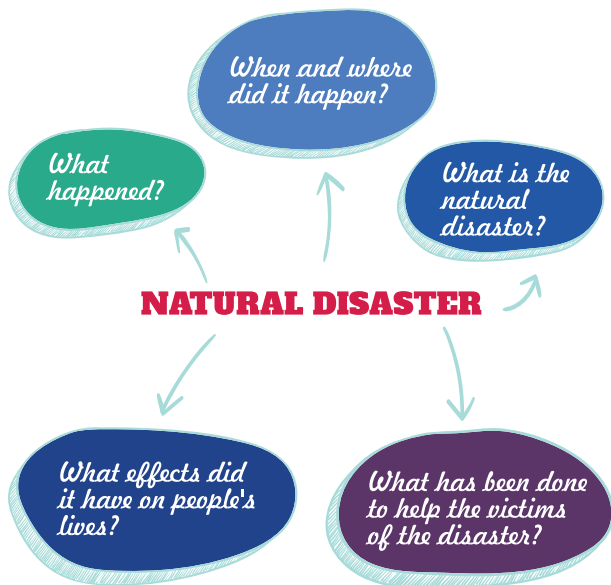 When and where
did it happen?
What
happened?
What is the
natural
disaster?
NATURAL DISASTER
What effects did
it have on people's
lives?
What has been done
to help the victims
of the disaster?